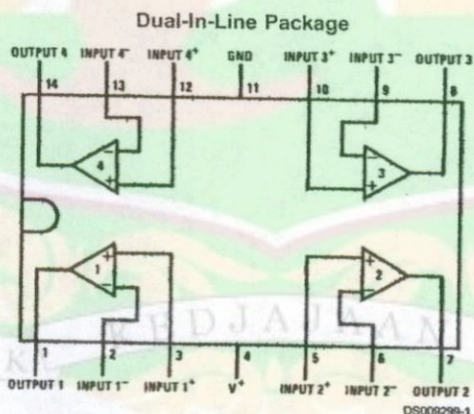 Dual-In-Line Package
OUTPUT 4 INPUT 4⁻ INPUT 4⁺ GND INPUT 3⁺ INPUT 3⁻ OUTPUT 3
14 13 12 11 10 9 8
4 3
1 2
KEDJAJAAN
1 2 3 4 5 6 7
OUTPUT 1 INPUT 1⁻ INPUT 1⁺ V⁺ INPUT 2⁺ INPUT 2⁻ OUTPUT 2
DS009299-1